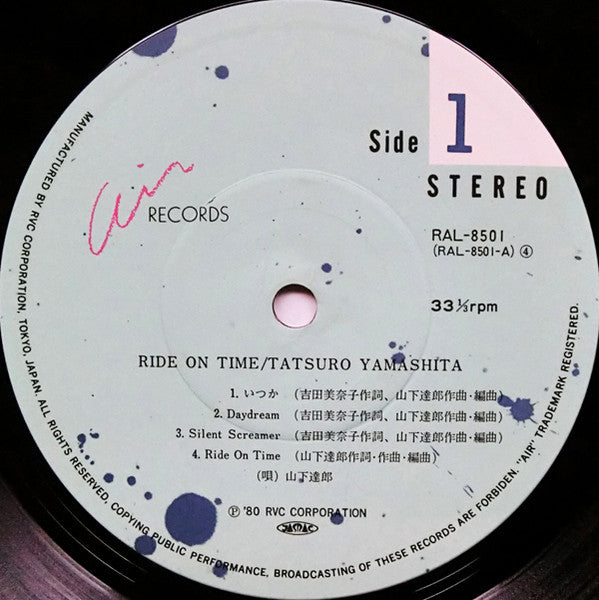 Side 1
STEREO
Air RECORDS
RAL-8501
(RAL-8501-A) ④
33⅓rpm
RIDE ON TIME/TATSURO YAMASHITA
1. いつか (吉田美奈子作詞、山下達郎作曲・編曲)
2. Daydream (吉田美奈子作詞、山下達郎作曲・編曲)
3. Silent Screamer (吉田美奈子作詞、山下達郎作曲・編曲)
4. Ride On Time (山下達郎作詞・作曲・編曲)
(唄) 山下達郎
Ⓟ '80 RVC CORPORATION
JASRAC
MANUFACTURED BY RVC CORPORATION, TOKYO, JAPAN. ALL RIGHTS RESERVED, COPYING PUBLIC PERFORMANCE, BROADCASTING OF THESE RECORDS ARE FORBIDDEN. "AIR" TRADEMARK REGISTERED.